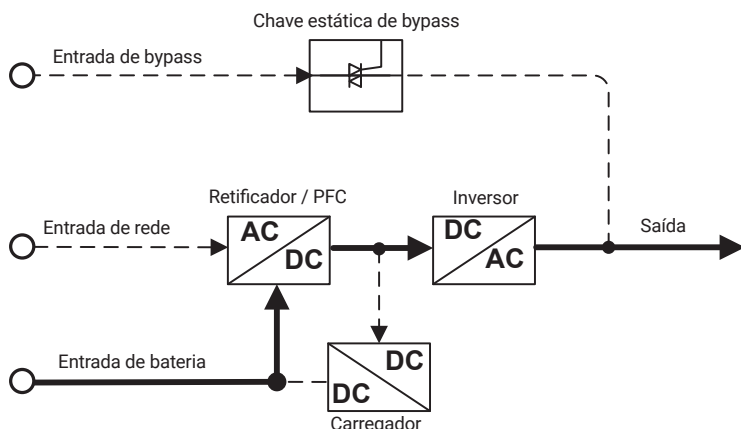 Chave estática de bypass
Entrada de bypass
Retificador / PFC
Inversor
Entrada de rede
AC
DC
DC
AC
Saída
Entrada de bateria
DC
DC
Carregador